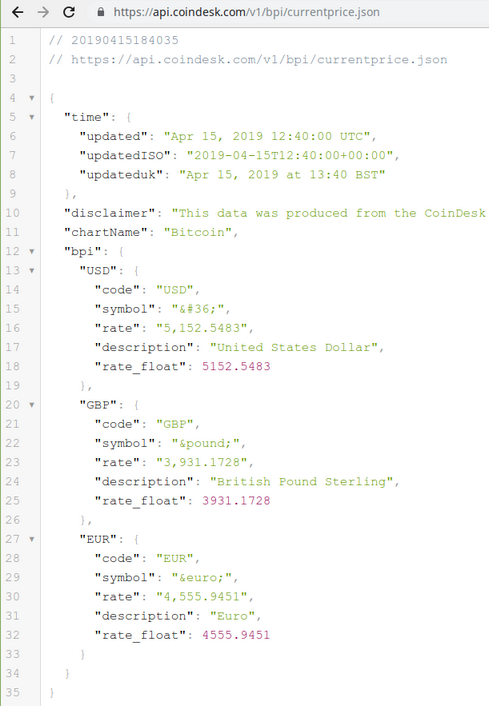 https://api.coindesk.com/v1/bpi/currentprice.json
1 // 20190415184035
2 // https://api.coindesk.com/v1/bpi/currentprice.json
3
4 {
5 "time": {
6 "updated": "Apr 15, 2019 12:40:00 UTC",
7 "updatedISO": "2019-04-15T12:40:00+00:00",
8 "updateduk": "Apr 15, 2019 at 13:40 BST"
9 },
10 "disclaimer": "This data was produced from the CoinDesk
11 "chartName": "Bitcoin",
12 "bpi": {
13 "USD": {
14 "code": "USD",
15 "symbol": "&#36;",
16 "rate": "5,152.5483",
17 "description": "United States Dollar",
18 "rate_float": 5152.5483
19 },
20 "GBP": {
21 "code": "GBP",
22 "symbol": "&pound;",
23 "rate": "3,931.1728",
24 "description": "British Pound Sterling",
25 "rate_float": 3931.1728
26 },
27 "EUR": {
28 "code": "EUR",
29 "symbol": "&euro;",
30 "rate": "4,555.9451",
31 "description": "Euro",
32 "rate_float": 4555.9451
33 }
34 }
35 }